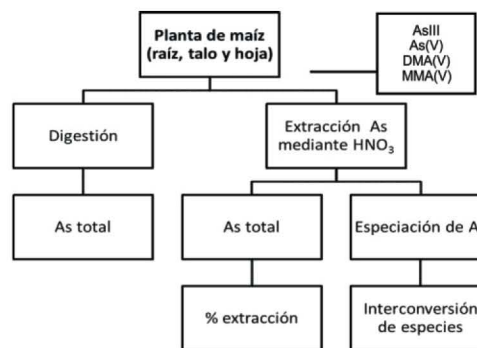 Planta de maíz
(raíz, talo y hoja)
AsIII
As(V)
DMA(V)
MMA(V)
Digestión
Extracción As
mediante HNO₃
As total
As total
Especiación de A
% extracción
Interconversión
de especies